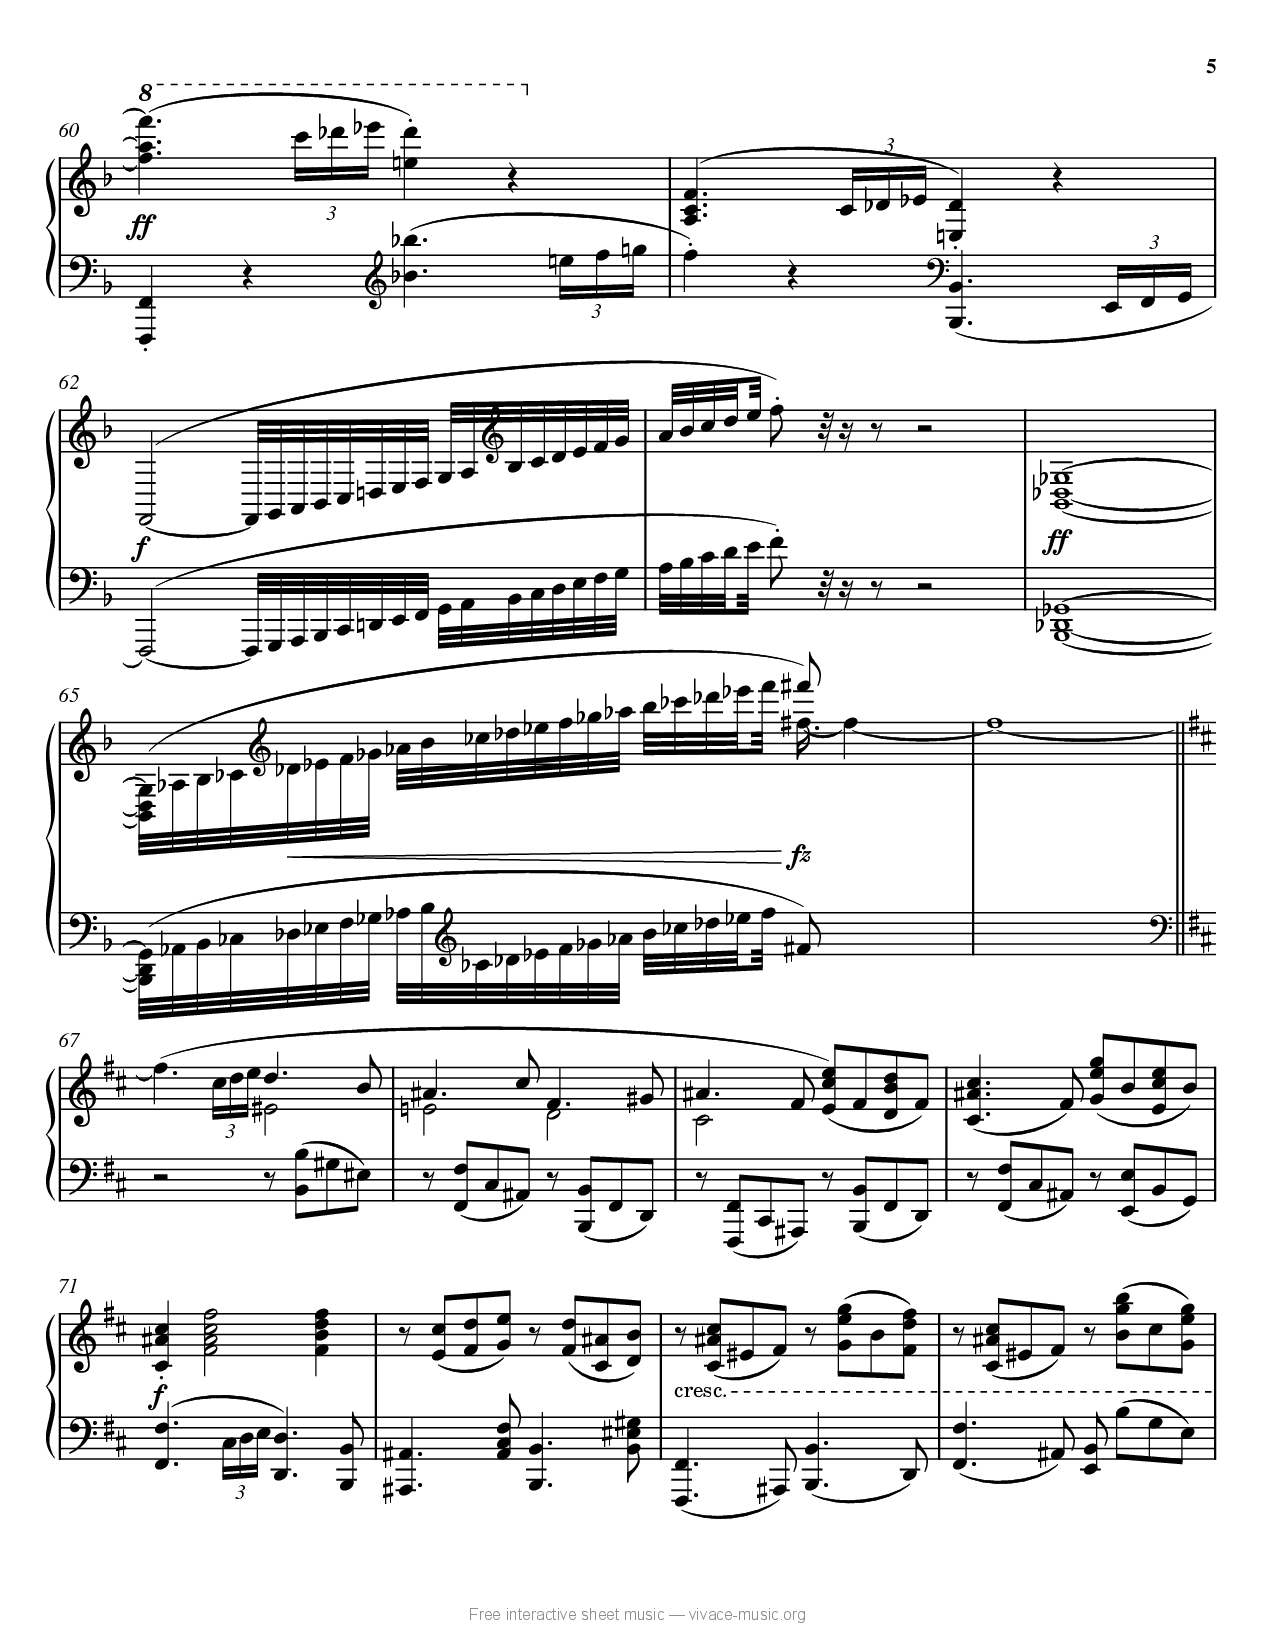 5
8
60
3
3
ff
3
3
62
f
ff
65
fz
67
3
71
f
cresc.
3
Free interactive sheet music — vivace-music.org